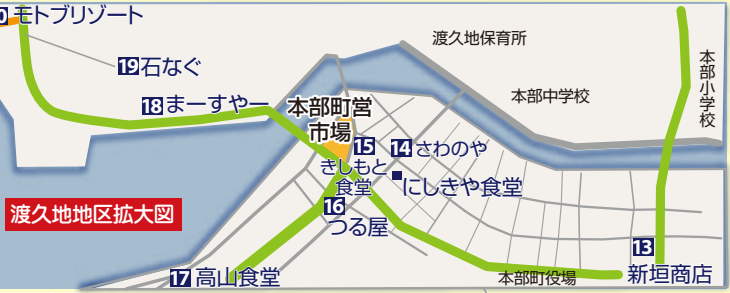 モトブリゾート
19 石なぐ
18 まーすやー
渡久地保育所
本部中学校
本部小学校
本部町営
市場
15
きしもと
食堂
14 さわのや
にしきや食堂
16
つる屋
渡久地地区拡大図
17 高山食堂
本部町役場
13
新垣商店